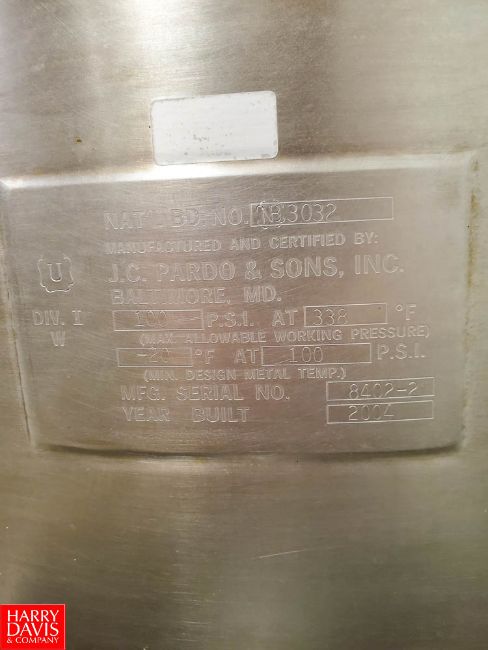 NAT'L BD. NO. NB3032
MANUFACTURED AND CERTIFIED BY:
U
J.C. PARDO & SONS, INC.
BALTIMORE, MD.
DIV. I 100 P.S.I. AT 338 °F
W (MAX. ALLOWABLE WORKING PRESSURE)
-20 °F AT 100 P.S.I.
(MIN. DESIGN METAL TEMP.)
MFG. SERIAL NO. 8402-2
YEAR BUILT 2004
HARRY
DAVIS
& COMPANY